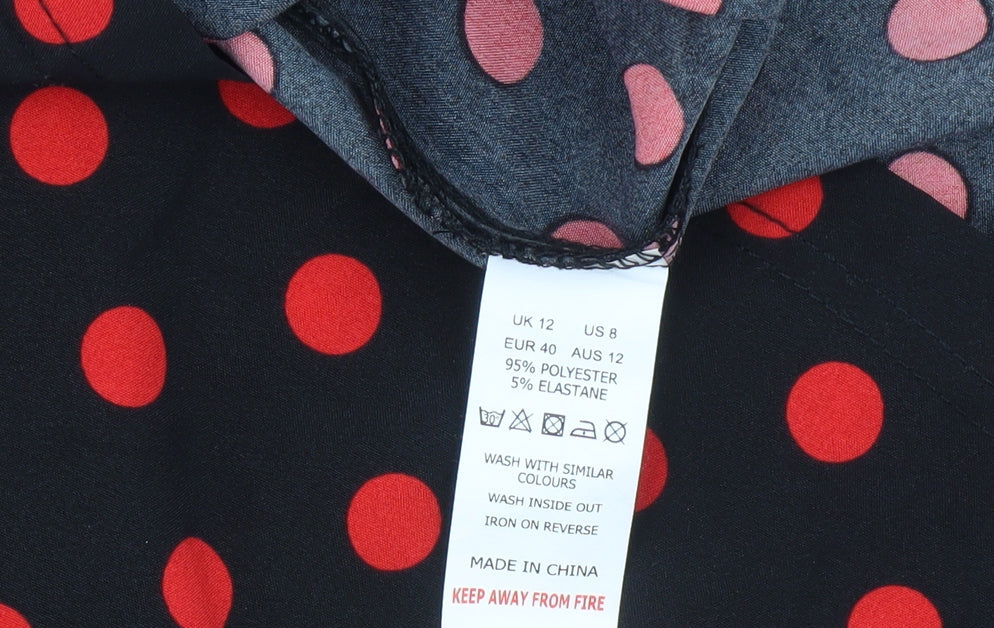 UK 12 US 8
EUR 40 AUS 12
95% POLYESTER
5% ELASTANE
30°
WASH WITH SIMILAR
COLOURS
WASH INSIDE OUT
IRON ON REVERSE
MADE IN CHINA
KEEP AWAY FROM FIRE